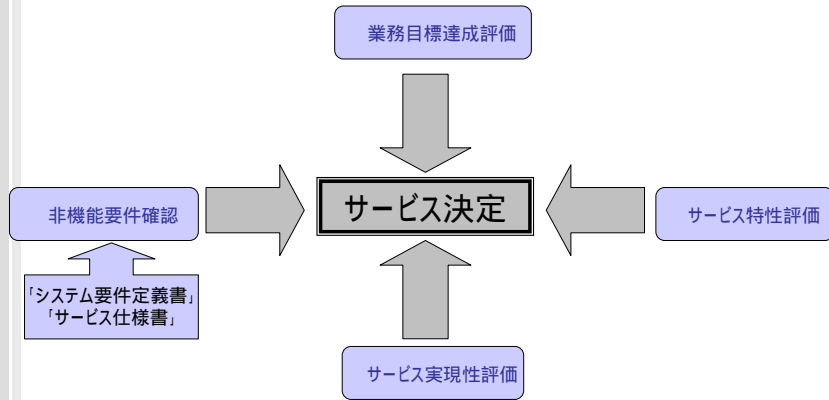 業務目標達成評価
非機能要件確認
サービス決定
サービス特性評価
「システム要件定義書」
「サービス仕様書」
サービス実現性評価